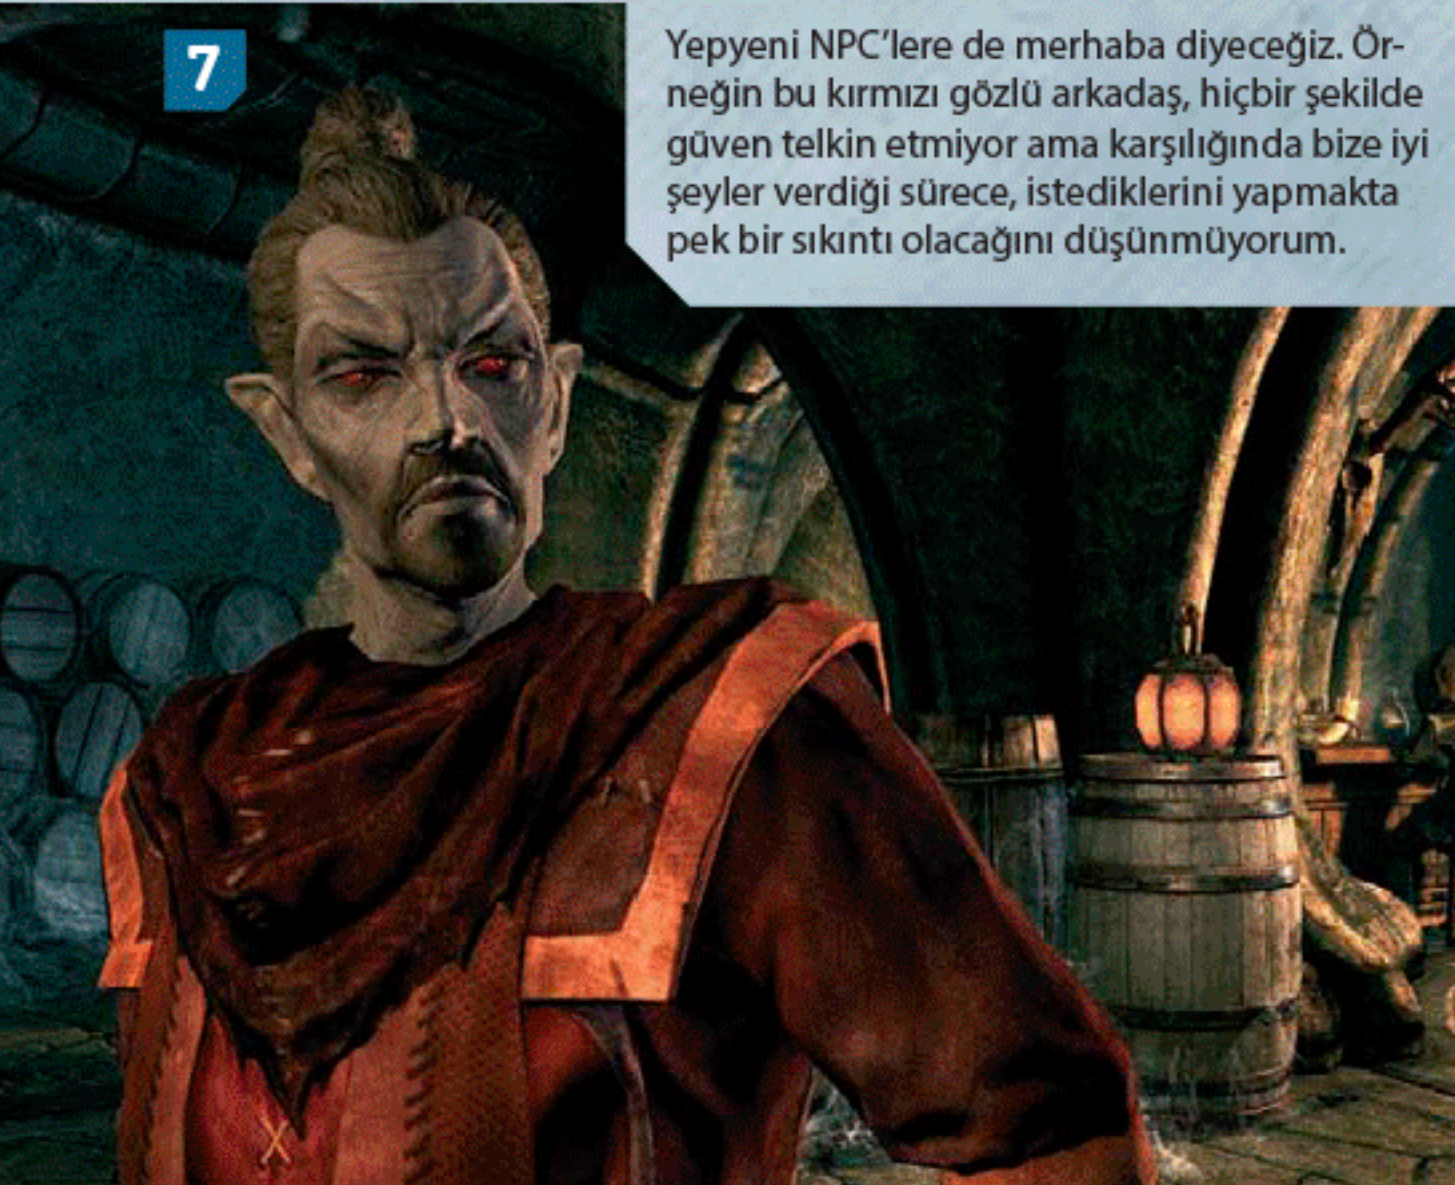 7
Yepyeni NPC'lere de merhaba diyeceğiz. Ör-
neğin bu kırmızı gözlü arkadaş, hiçbir şekilde
güven telkin etmiyor ama karşılığında bize iyi
şeyler verdiği sürece, istediklerini yapmakta
pek bir sıkıntı olacağını düşünmüyorum.